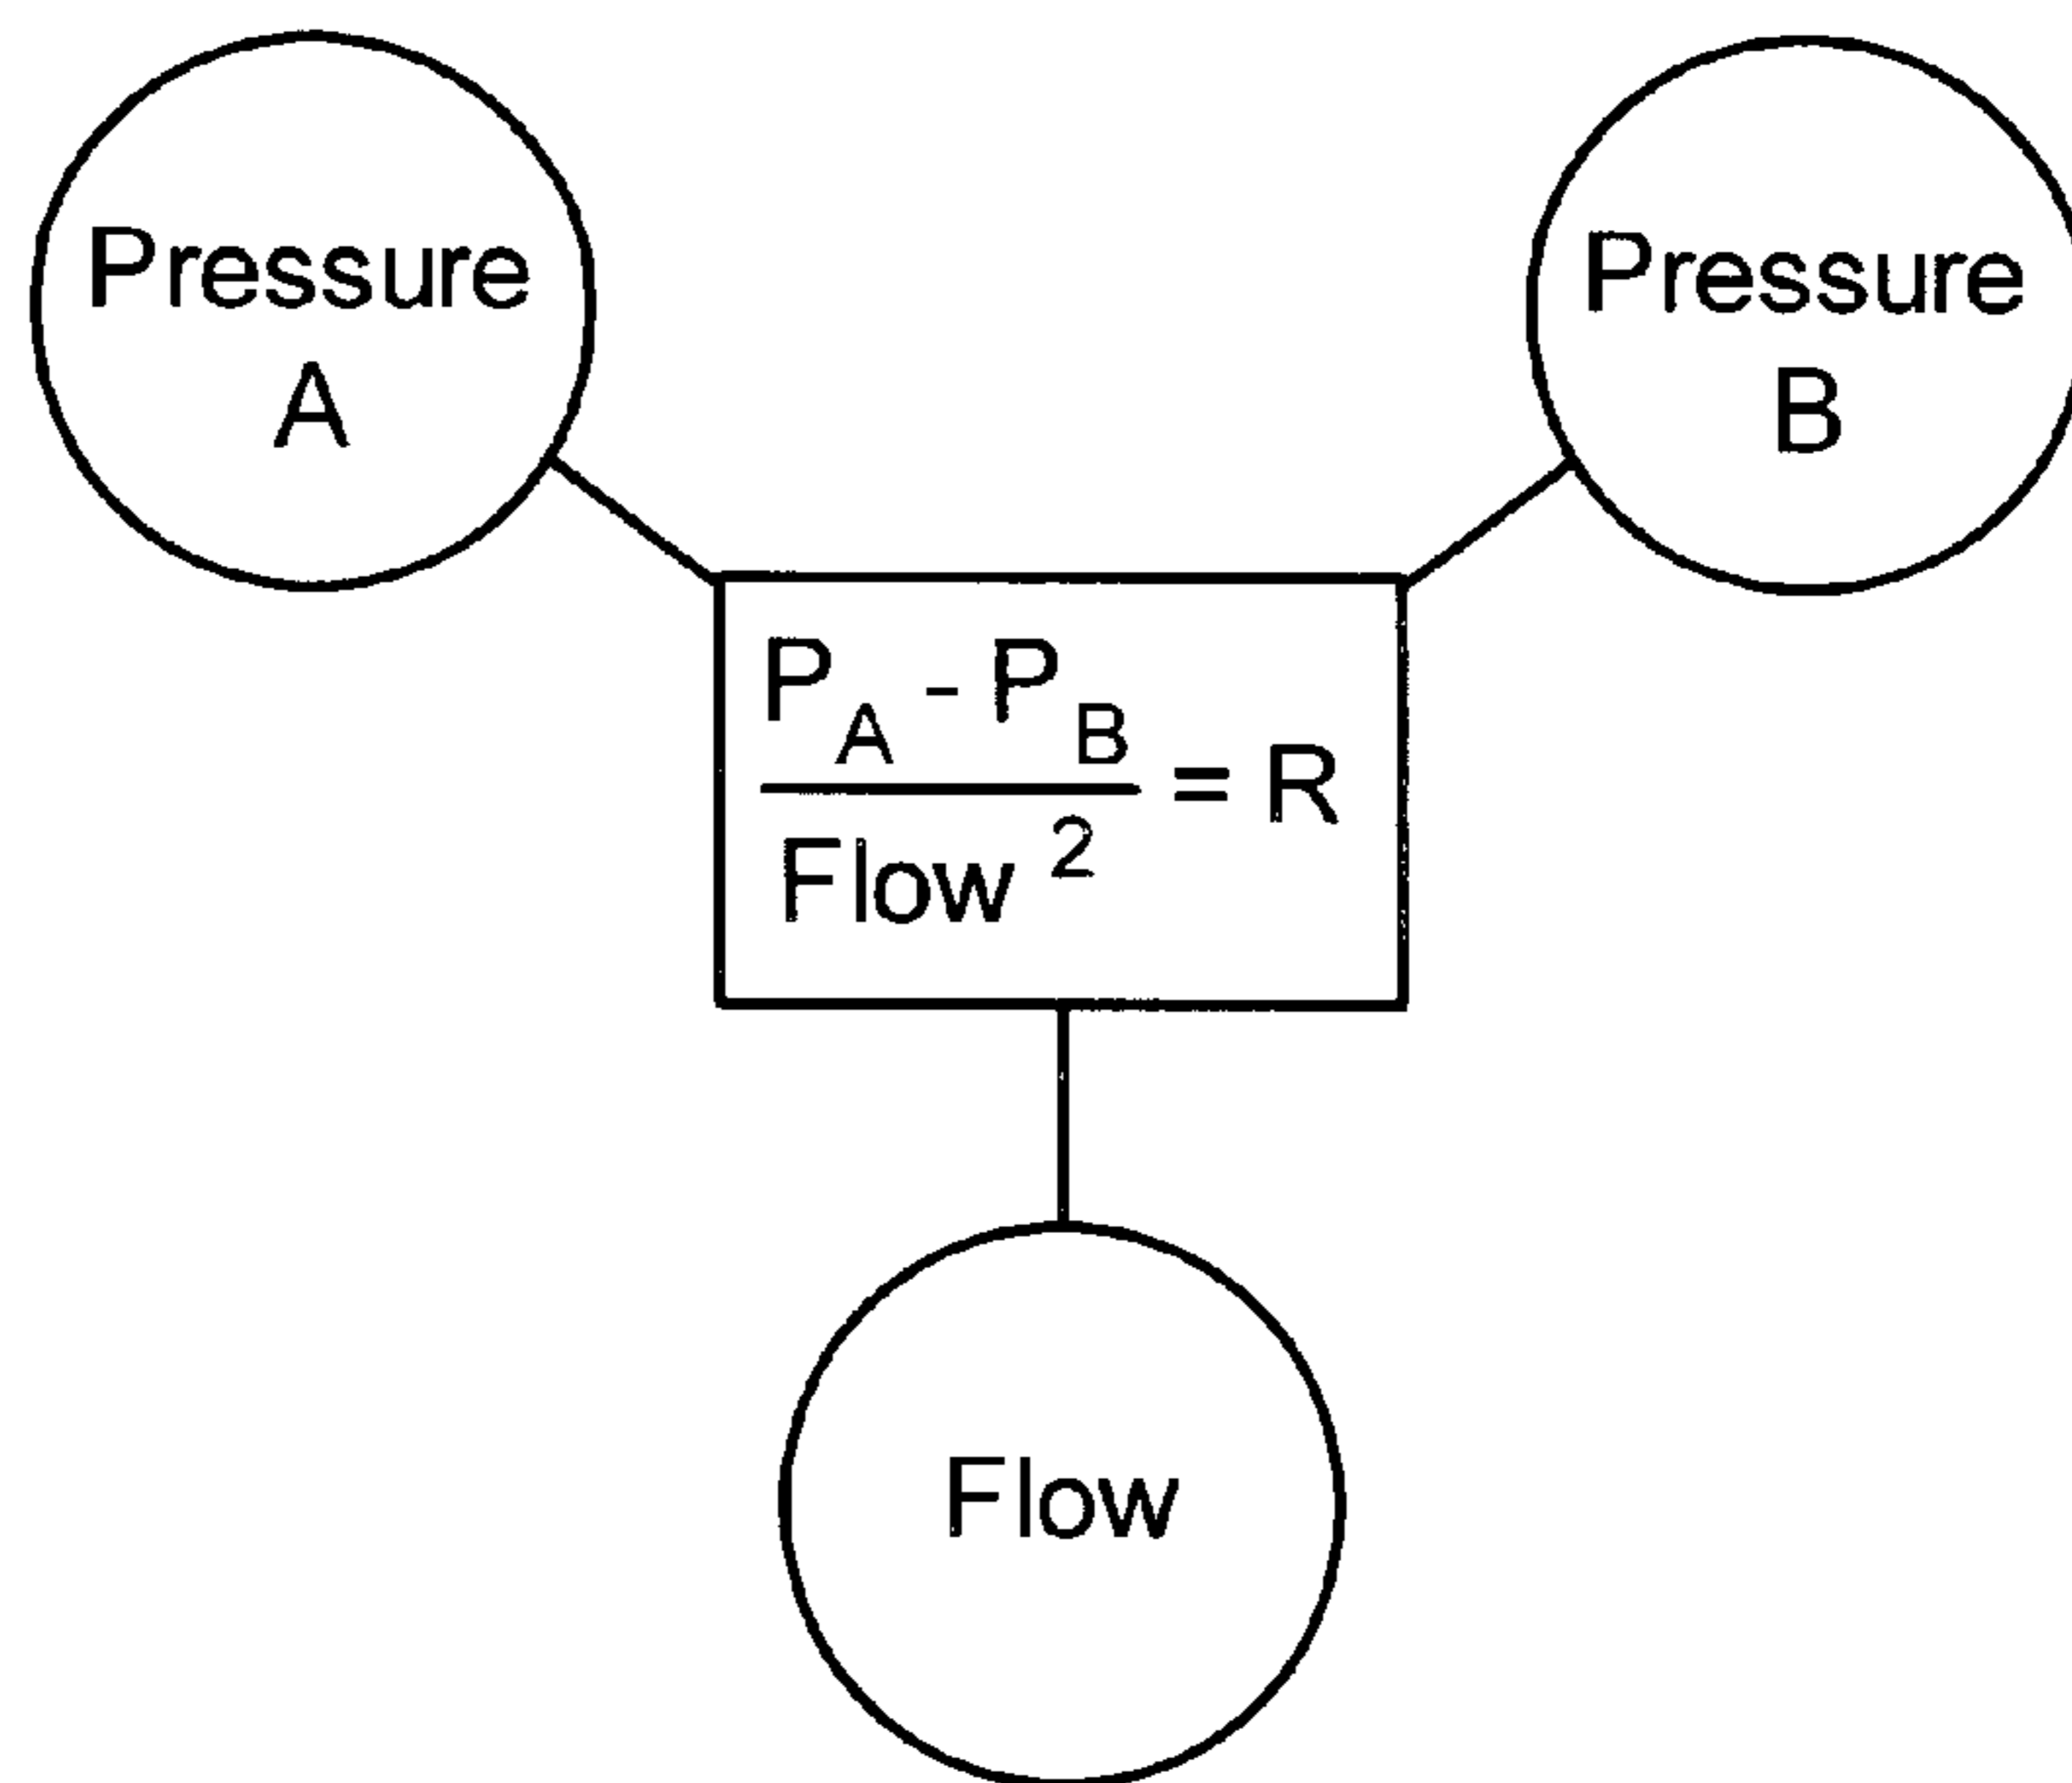 Pressure
A
Pressure
B
P_A - P_B
= R
Flow ²
Flow